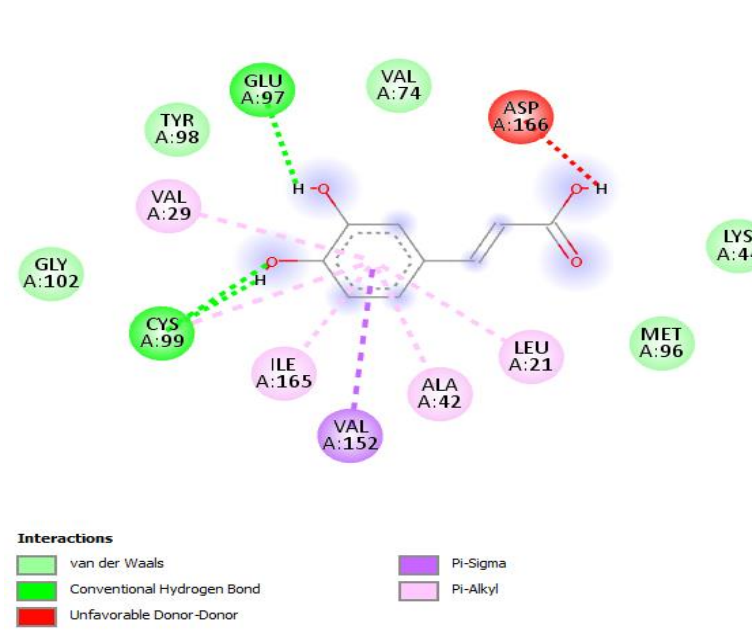 GLU
A:97
VAL
A:74
ASP
A:166
TYR
A:98
H
O
O
H
VAL
A:29
LYS
A:44
GLY
A:102
O
H
O
CYS
A:99
MET
A:96
LEU
A:21
ILE
A:165
ALA
A:42
VAL
A:152
Interactions
van der Waals
Conventional Hydrogen Bond
Unfavorable Donor-Donor
Pi-Sigma
Pi-Alkyl